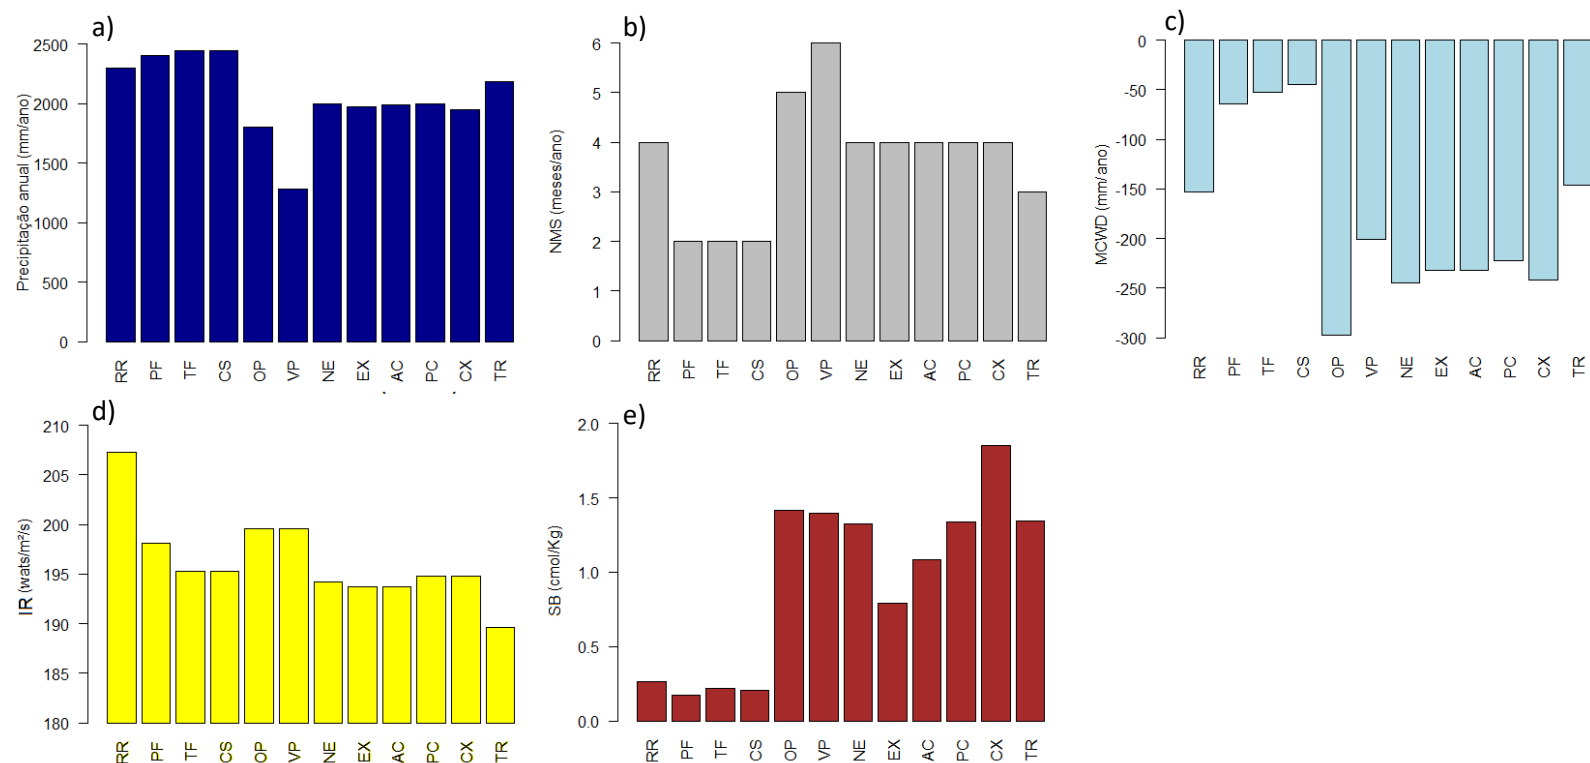 a)
Precipitação anual (mm/ano)
2500
2000
1500
1000
500
0
RR PF TF CS OP VP NE EX AC PC CX TR
b)
NMS (meses/ano)
6
5
4
3
2
1
0
RR PF TF CS OP VP NE EX AC PC CX TR
c)
MCWD (mm/ano)
0
-50
-100
-150
-200
-250
-300
RR PF TF CS OP VP NE EX AC PC CX TR
d)
IR (wats/m²/s)
210
205
200
195
190
185
180
RR PF TF CS OP VP NE EX AC PC CX TR
e)
SB (cmol/Kg)
2.0
1.5
1.0
0.5
0.0
RR PF TF CS OP VP NE EX AC PC CX TR